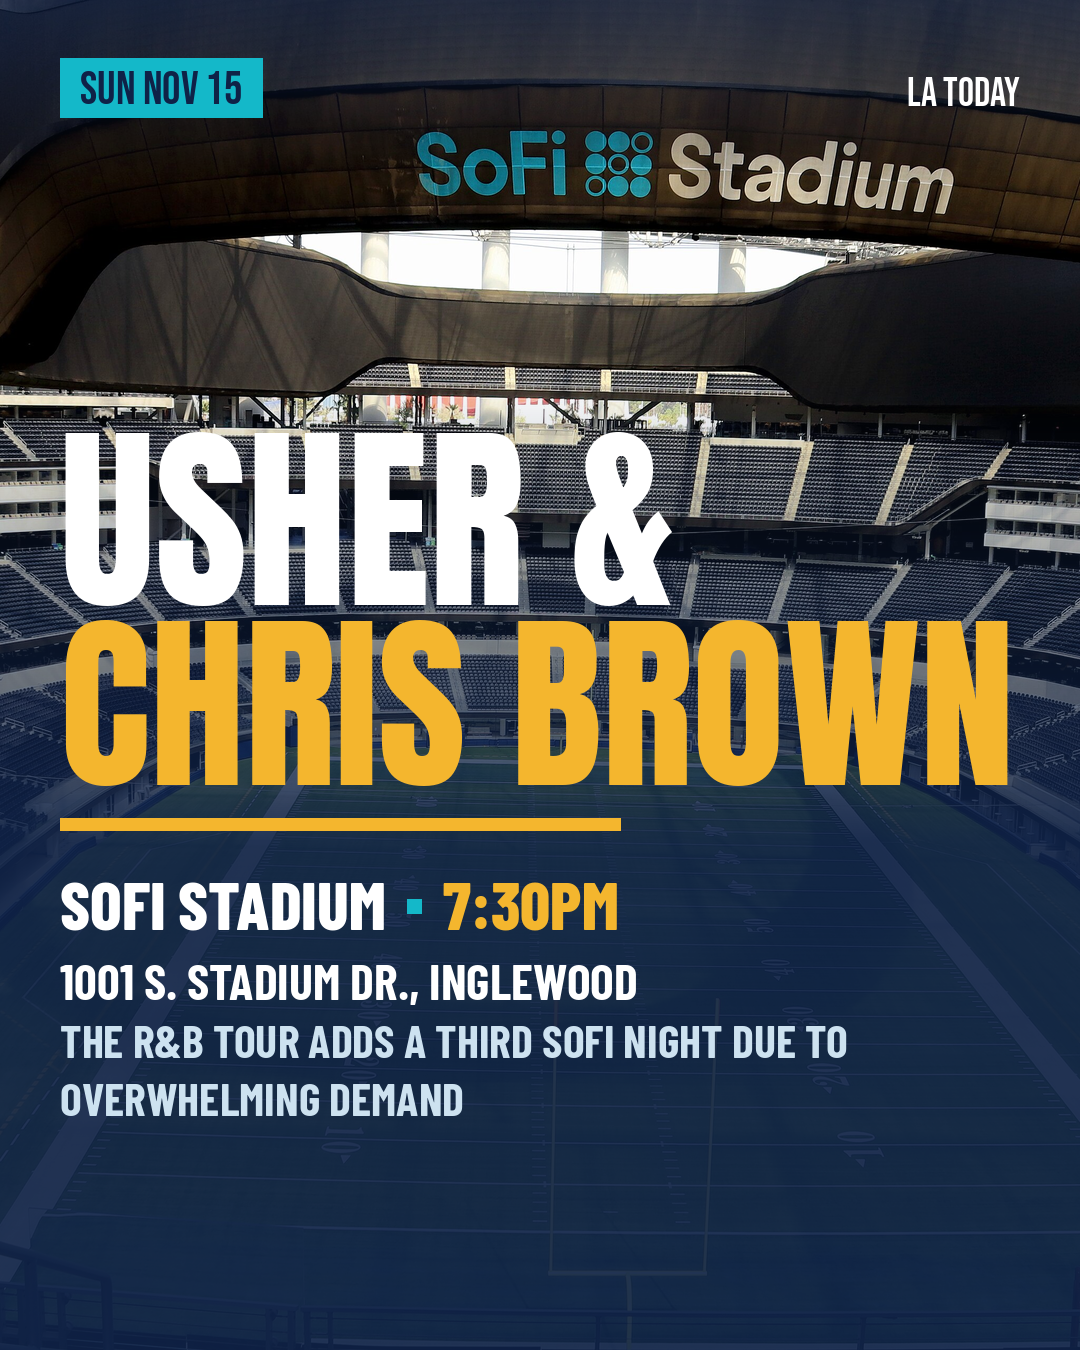 SUN NOV 15
LA TODAY
SoFi Stadium
USHER &
CHRIS BROWN
SOFI STADIUM ▪ 7:30PM
1001 S. STADIUM DR., INGLEWOOD
THE R&B TOUR ADDS A THIRD SOFI NIGHT DUE TO
OVERWHELMING DEMAND